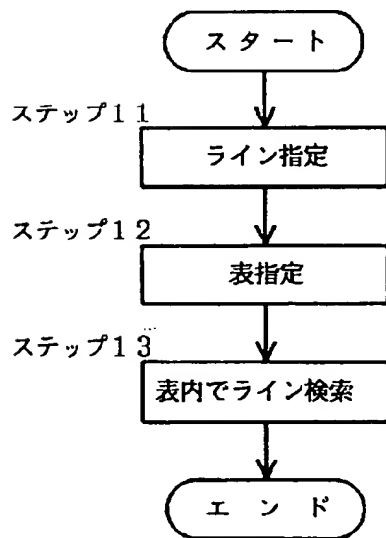 スタート
ステップ11
ライン指定
ステップ12
表指定
ステップ13
表内でライン検索
エンド